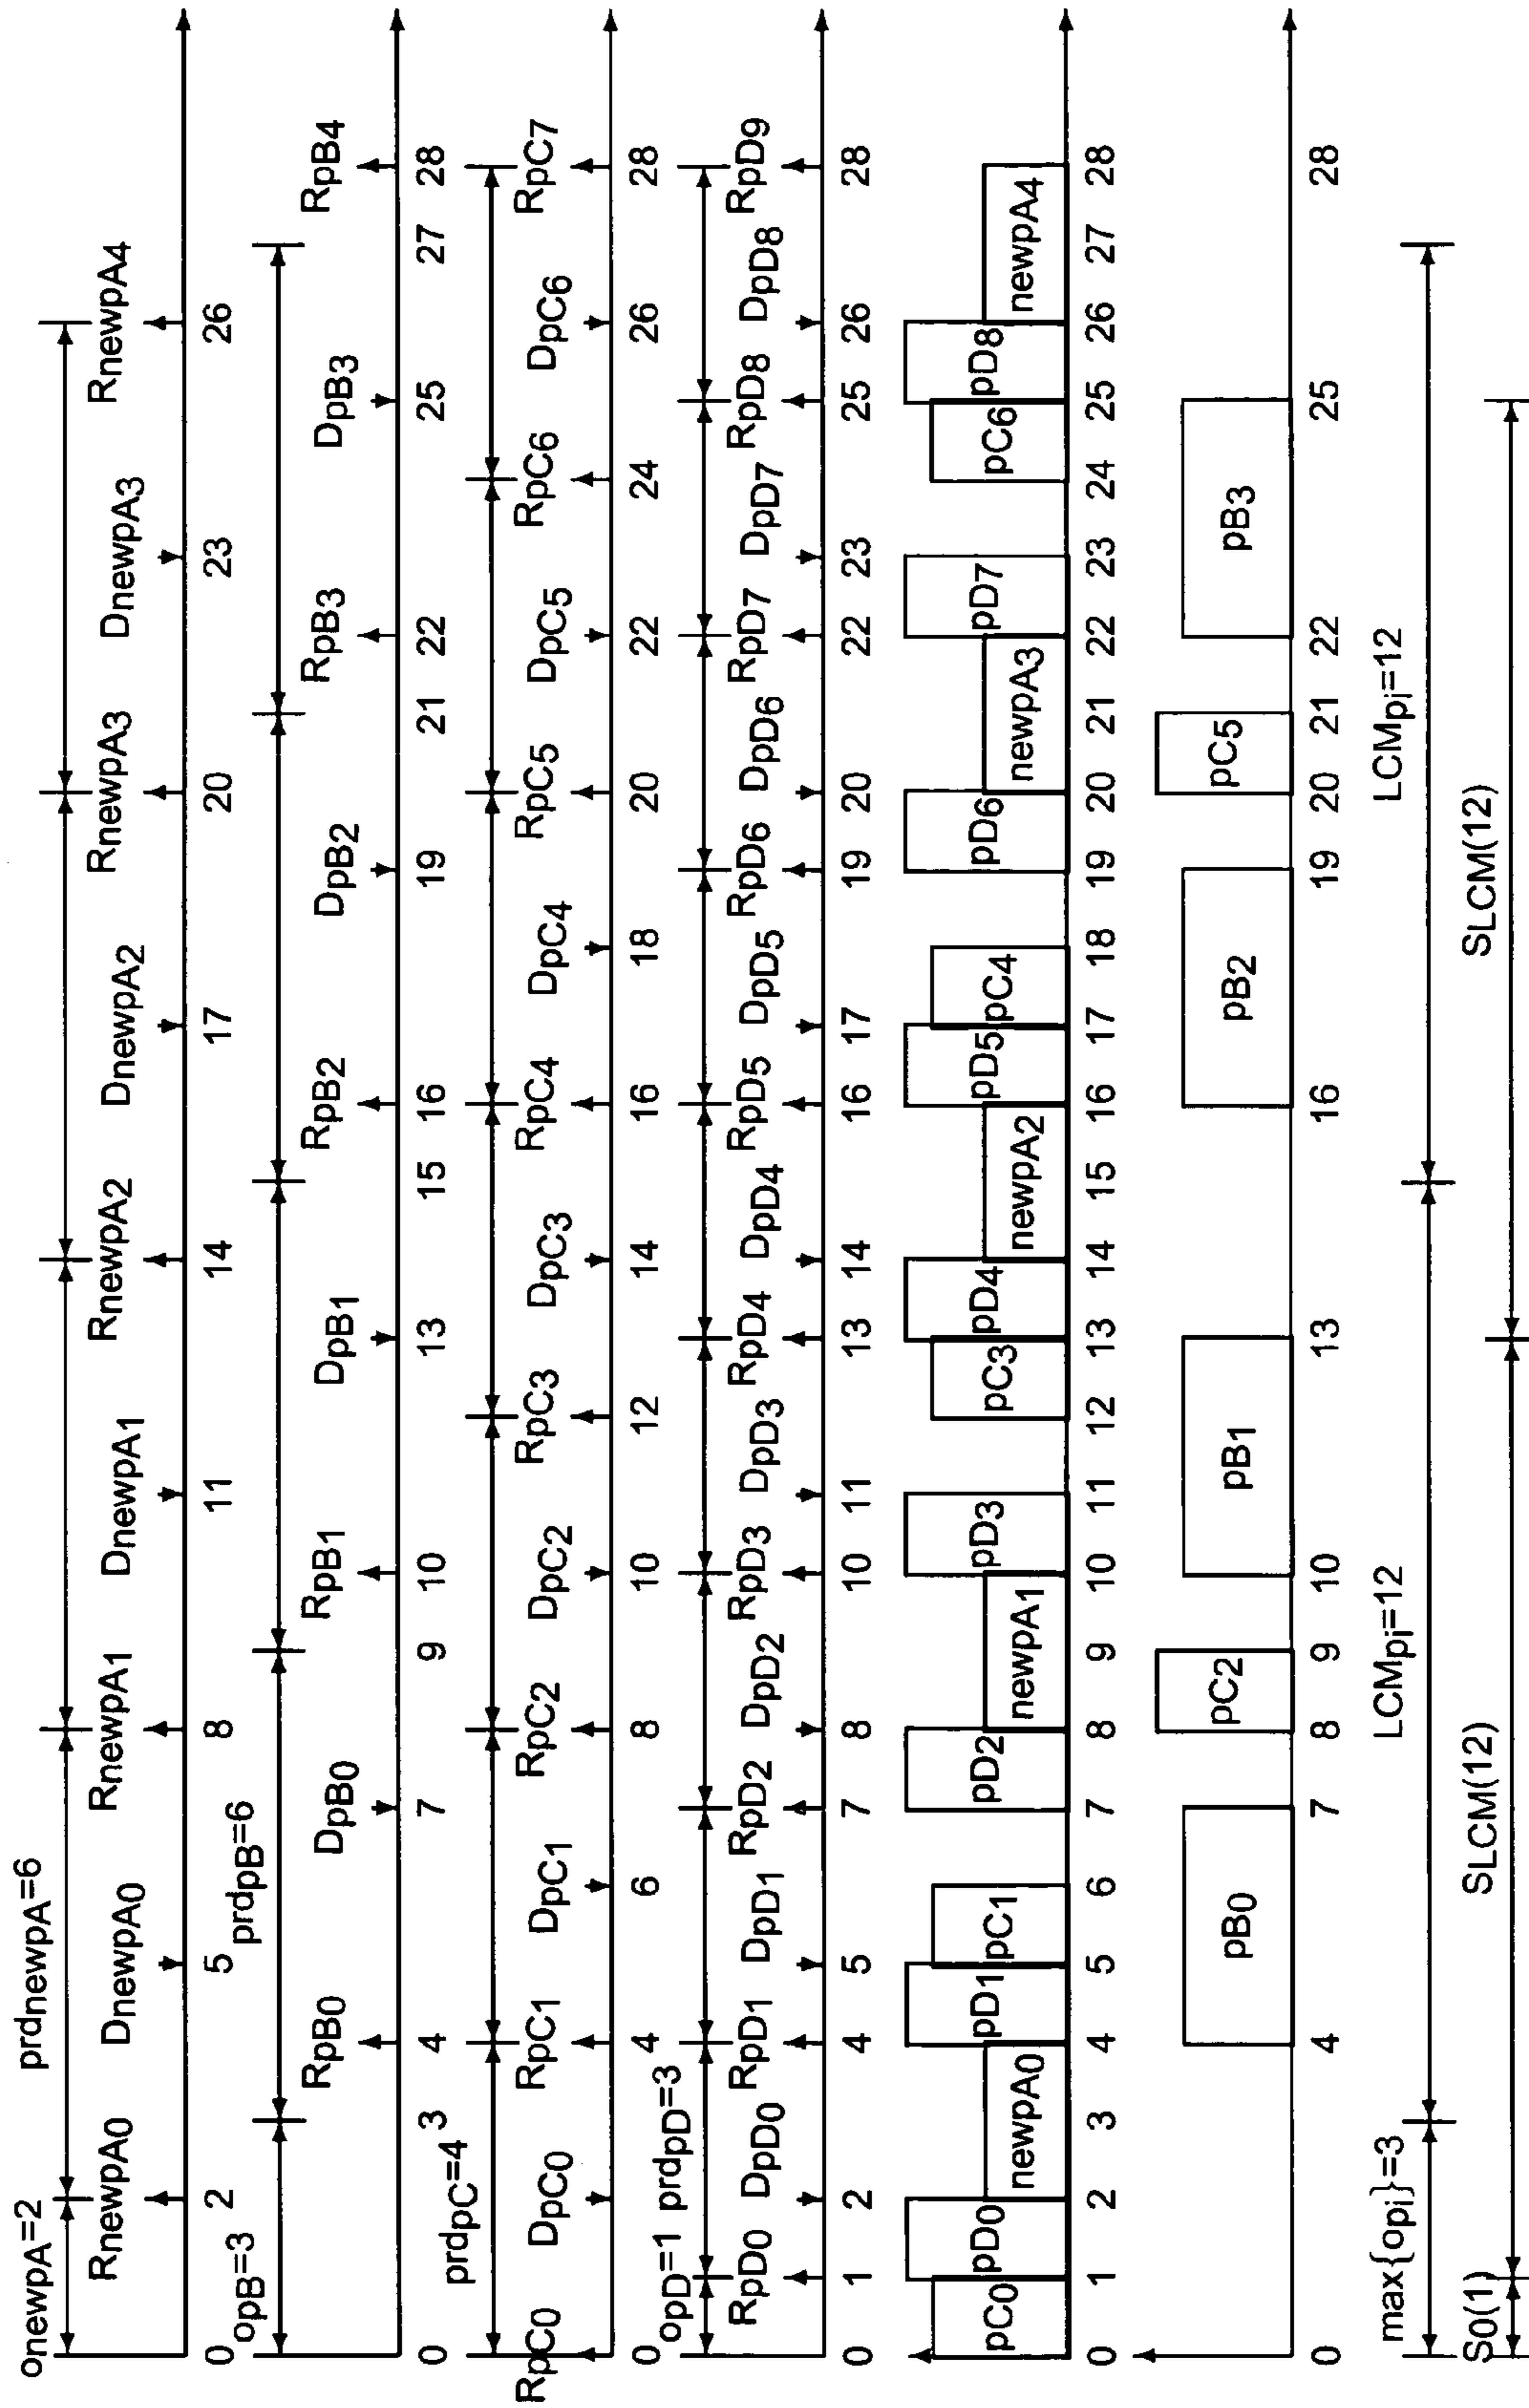 onewpA=2 prdnewpA=6
RnewpA0 DnewpA0 RnewpA1 DnewpA1 RnewpA2 DnewpA2 RnewpA3 DnewpA3 RnewpA4
0 2 5 8 11 14 17 20 23 26
opB=3 prdpB=6
RpB0 DpB0 RpB1 DpB1 RpB2 DpB2 RpB3 DpB3 RpB4
0 3 4 7 9 10 13 15 16 19 21 22 25 27 28
prdpC=4
RpC0 DpC0 RpC1 DpC1 RpC2 DpC2 RpC3 DpC3 RpC4 DpC4 RpC5 DpC5 RpC6 DpC6 RpC7
0 2 4 6 8 10 12 14 16 18 20 22 24 26 28
opD=1 prdpD=3
RpD0 DpD0 RpD1 DpD1 RpD2 DpD2 RpD3 DpD3 RpD4 DpD4 RpD5 DpD5 RpD6 DpD6 RpD7 DpD7 RpD8 DpD8 RpD9
0 1 2 4 5 7 8 10 11 13 14 16 17 19 20 22 23 25 26 28
pC0 pD0 newpA0 pD1 pC1 pD2 newpA1 pD3 pC3 pD4 newpA2 pD5 pC4 pD6 newpA3 pD7 pC6 pD8 newpA4
0 1 2 3 4 5 6 7 8 9 10 11 12 13 14 15 16 17 18 19 20 21 22 23 24 25 26 27 28
pB0 pC2 pB1 pB2 pC5 pB3
0 4 7 8 9 10 13 16 19 20 21 22 25 28
max{opi}=3 LCMpi=12 LCMpi=12
S0(1) SLCM(12) SLCM(12)